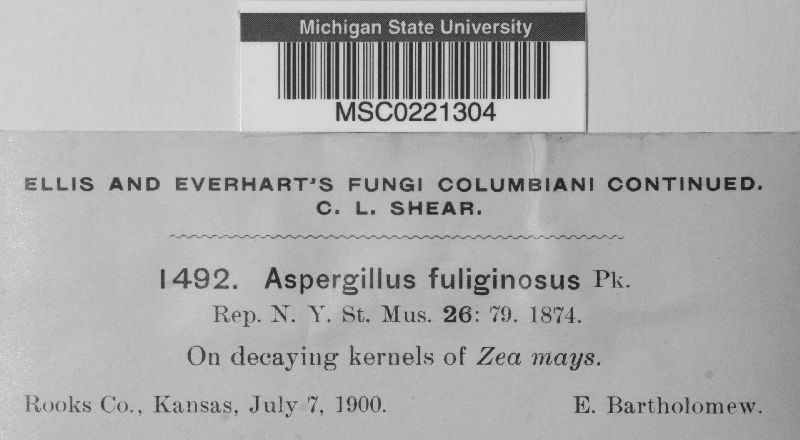 Michigan State University
MSC0221304
ELLIS AND EVERHART'S FUNGI COLUMBIANI CONTINUED.
C. L. SHEAR.
1492. Aspergillus fuliginosus Pk.
Rep. N. Y. St. Mus. 26: 79. 1874.
On decaying kernels of Zea mays.
Rooks Co., Kansas, July 7, 1900. E. Bartholomew.